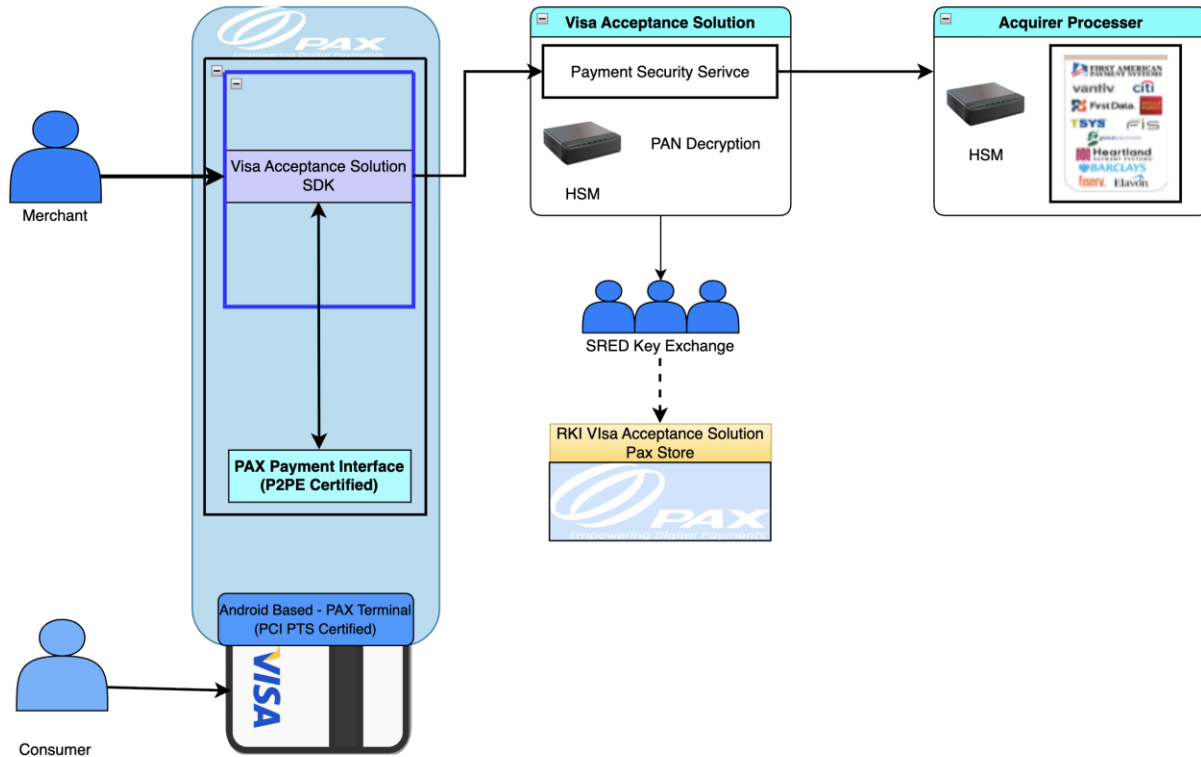 PAX
Empowering Digital Payments
Visa Acceptance Solution
SDK
PAX Payment Interface
(P2PE Certified)
Android Based - PAX Terminal
(PCI PTS Certified)
VISA
Merchant
Consumer
Visa Acceptance Solution
Payment Security Serivce
PAN Decryption
HSM
SRED Key Exchange
RKI VIsa Acceptance Solution
Pax Store
PAX
Empowering Digital Payments
Acquirer Processer
HSM
FIRST AMERICAN
PAYMENT SYSTEMS
vantiv.
citi
First Data.
WELLS
FARGO
TSYS
FIS
globalpayments
Heartland
PAYMENT SYSTEMS
BARCLAYS
fiserv.
Elavon